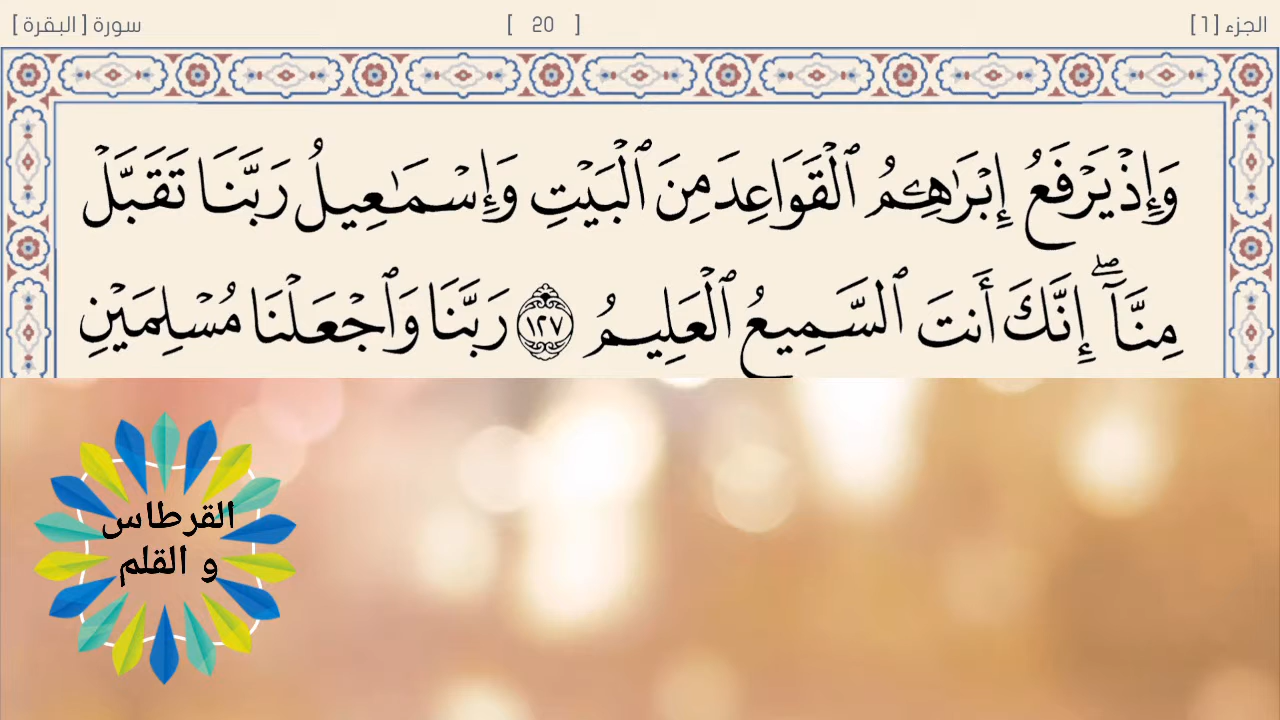 الجزء [ 1 ]
[ 20 ]
سورة [ البقرة ]
وَإِذْ يَرْفَعُ إِبْرَٰهِـۧمُ ٱلْقَوَاعِدَ مِنَ ٱلْبَيْتِ وَإِسْمَـٰعِيلُ رَبَّنَا تَقَبَّلْ
مِنَّآ ۖ إِنَّكَ أَنتَ ٱلسَّمِيعُ ٱلْعَلِيمُ ١٢٧ رَبَّنَا وَٱجْعَلْنَا مُسْلِمَيْنِ
القرطاس
و القلم